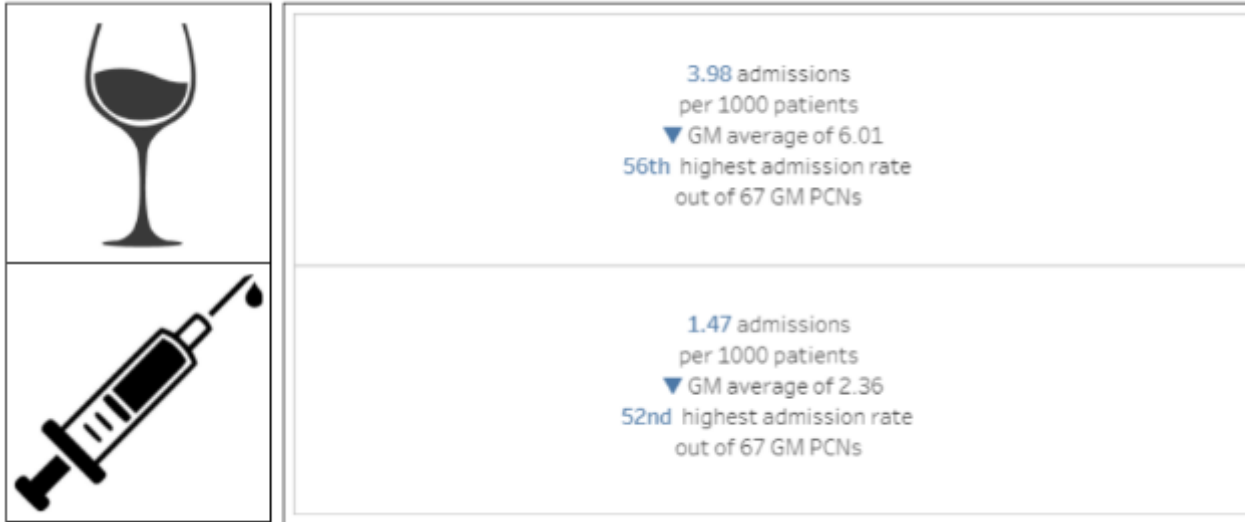 3.98 admissions
per 1000 patients
▼ GM average of 6.01
56th highest admission rate
out of 67 GM PCNs
1.47 admissions
per 1000 patients
▼ GM average of 2.36
52nd highest admission rate
out of 67 GM PCNs